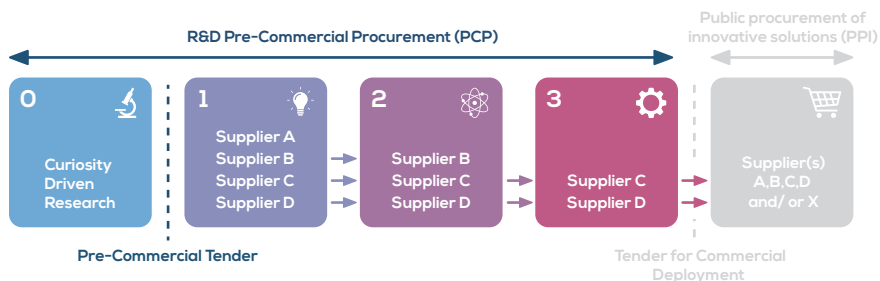 R&D Pre-Commercial Procurement (PCP)
Public procurement of
innovative solutions (PPI)
0
Curiosity
Driven
Research
1
Supplier A
Supplier B
Supplier C
Supplier D
2
Supplier B
Supplier C
Supplier D
3
Supplier C
Supplier D
Supplier(s)
A,B,C,D
and/ or X
Pre-Commercial Tender
Tender for Commercial
Deployment